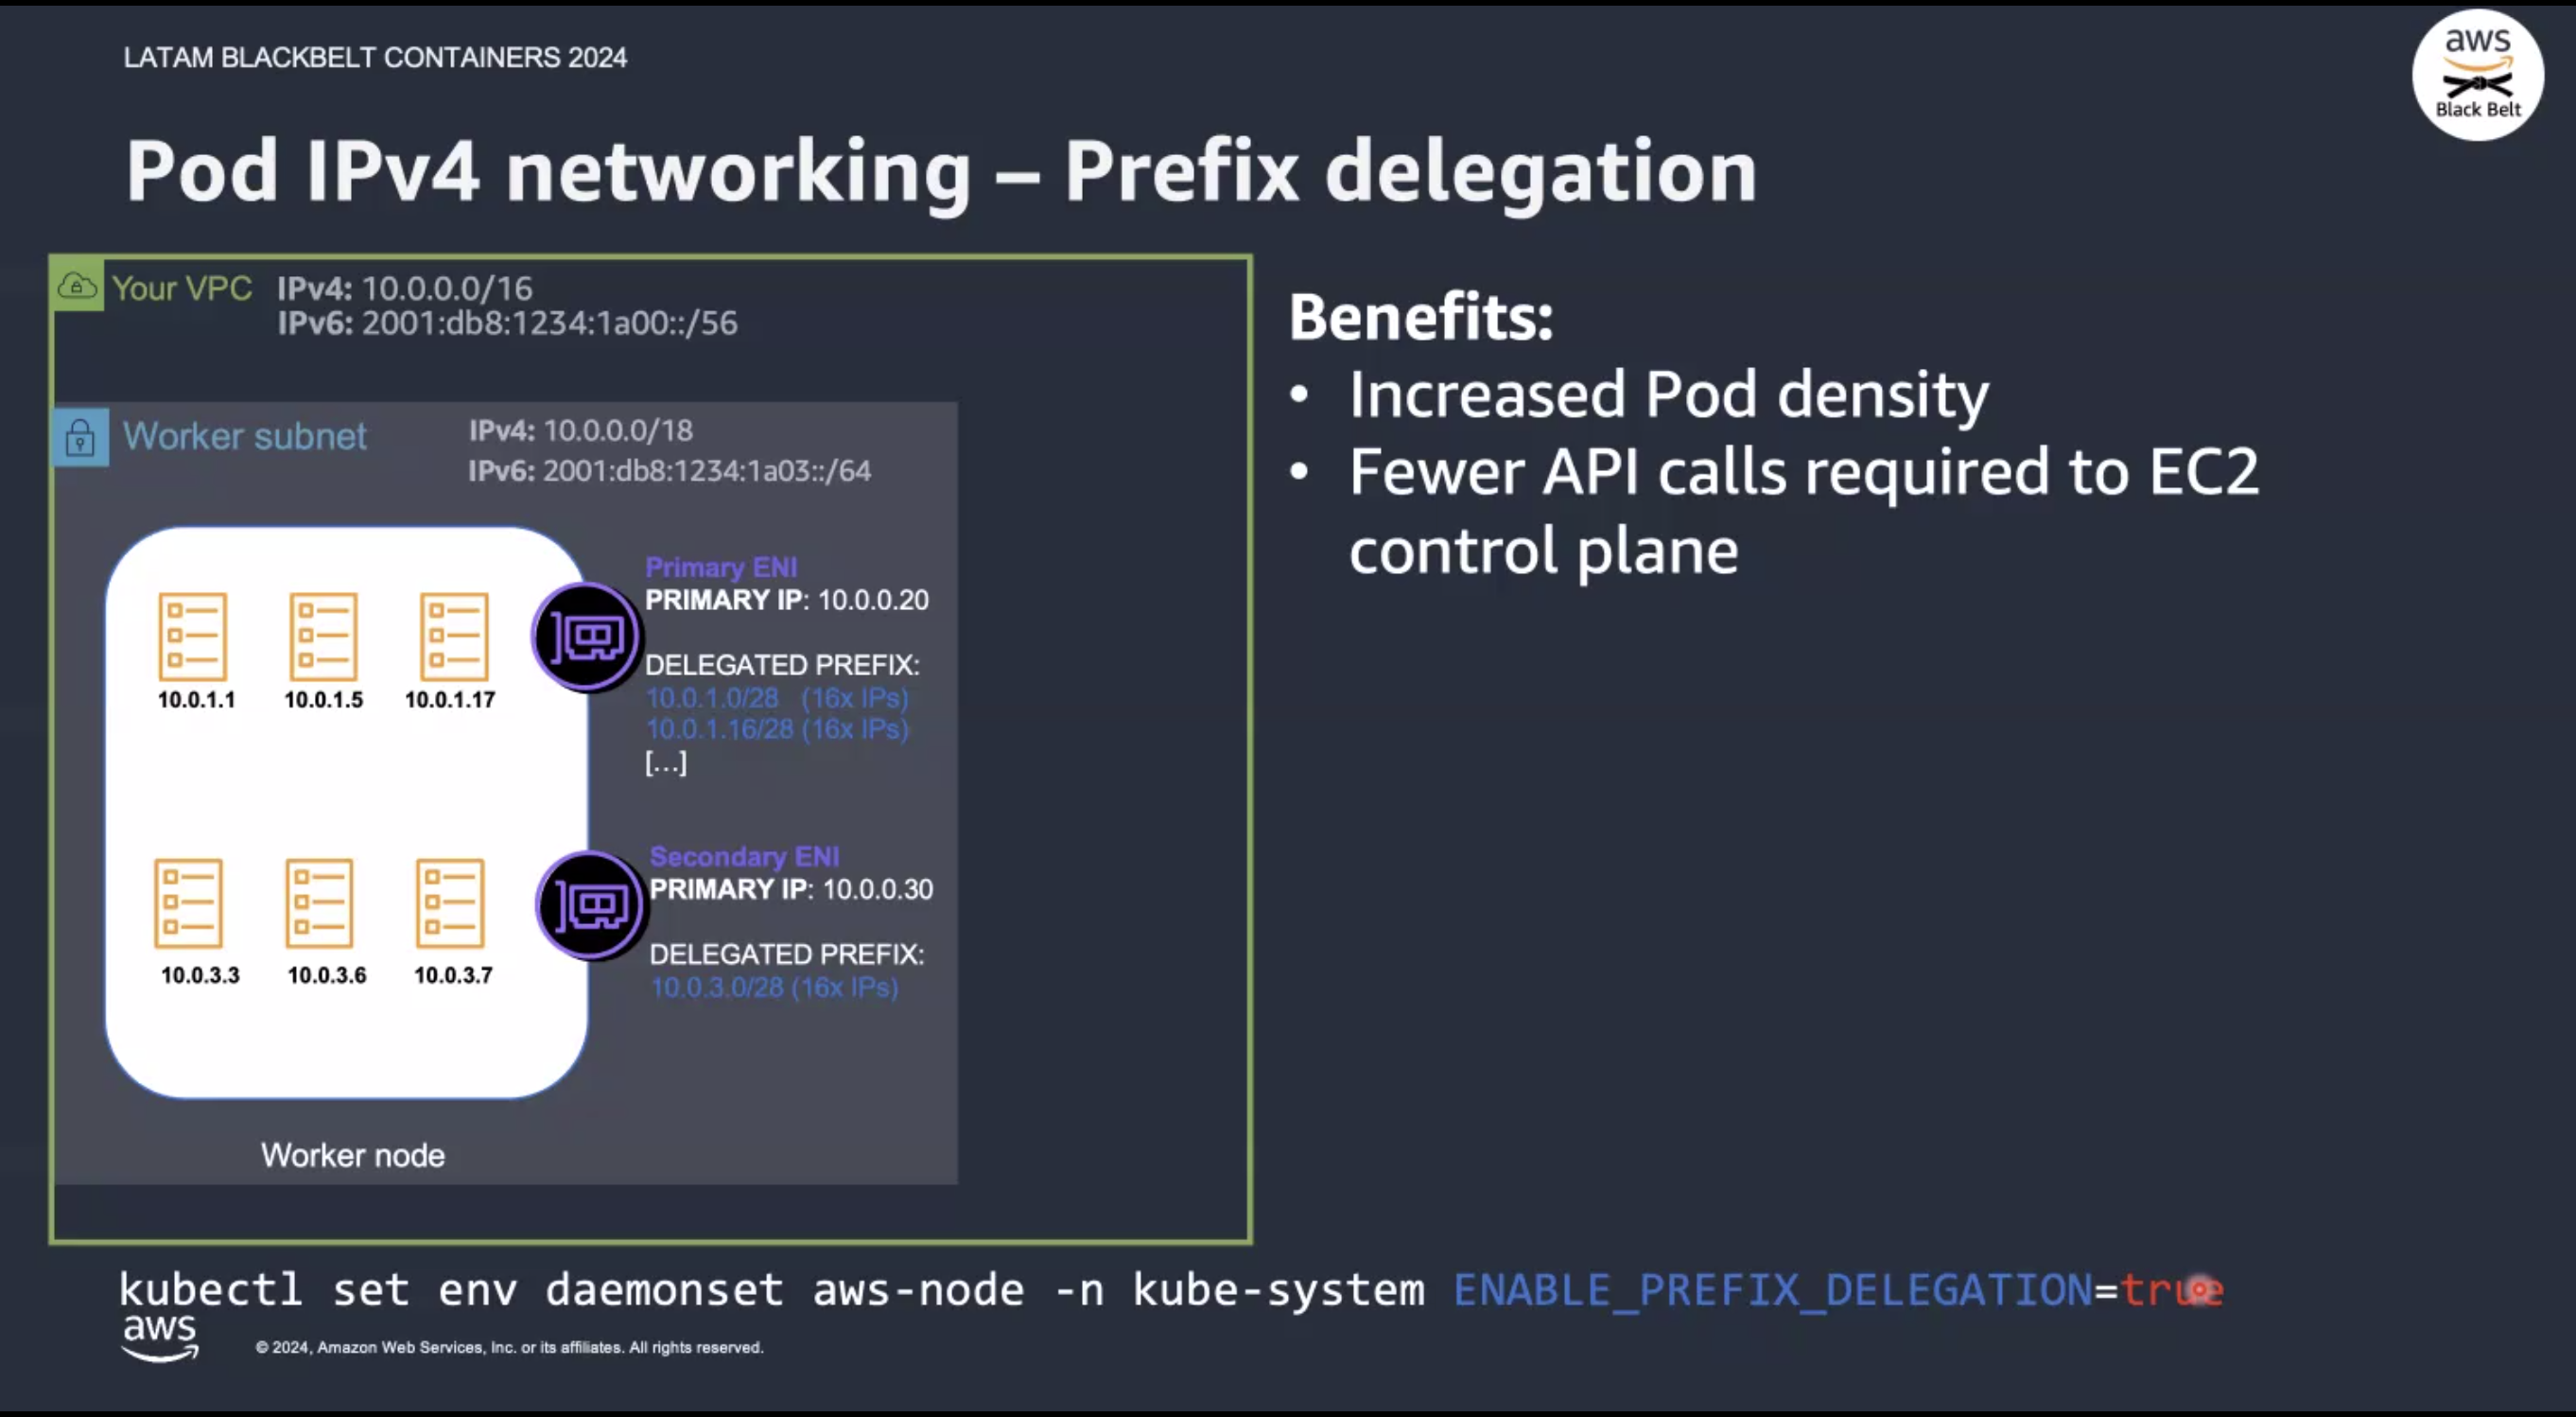 LATAM BLACKBELT CONTAINERS 2024
aws
Black Belt
Pod IPv4 networking – Prefix delegation
Your VPC IPv4: 10.0.0.0/16
IPv6: 2001:db8:1234:1a00::/56
Worker subnet IPv4: 10.0.0.0/18
IPv6: 2001:db8:1234:1a03::/64
10.0.1.1 10.0.1.5 10.0.1.17
Primary ENI
PRIMARY IP: 10.0.0.20
DELEGATED PREFIX:
10.0.1.0/28 (16x IPs)
10.0.1.16/28 (16x IPs)
[...]
10.0.3.3 10.0.3.6 10.0.3.7
Secondary ENI
PRIMARY IP: 10.0.0.30
DELEGATED PREFIX:
10.0.3.0/28 (16x IPs)
Worker node
Benefits:
• Increased Pod density
• Fewer API calls required to EC2
control plane
kubectl set env daemonset aws-node -n kube-system ENABLE_PREFIX_DELEGATION=true
aws
© 2024, Amazon Web Services, Inc. or its affiliates. All rights reserved.